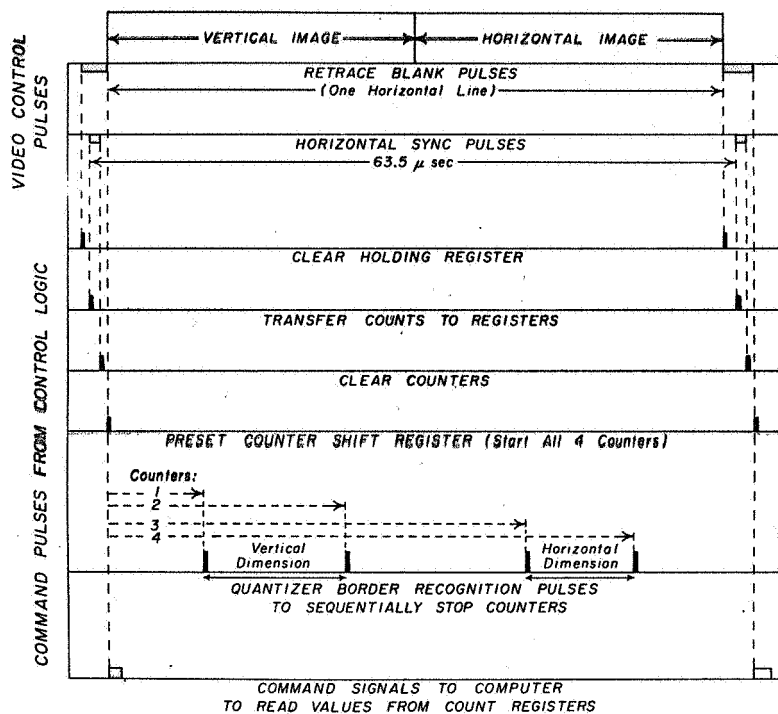 VERTICAL IMAGE
HORIZONTAL IMAGE
RETRACE BLANK PULSES
(One Horizontal Line)
HORIZONTAL SYNC PULSES
63.5 μ sec
CLEAR HOLDING REGISTER
TRANSFER COUNTS TO REGISTERS
CLEAR COUNTERS
PRESET COUNTER SHIFT REGISTER (Start All 4 Counters)
Counters:
1
2
3
4
Vertical
Dimension
Horizontal
Dimension
QUANTIZER BORDER RECOGNITION PULSES
TO SEQUENTIALLY STOP COUNTERS
COMMAND SIGNALS TO COMPUTER
TO READ VALUES FROM COUNT REGISTERS
VIDEO CONTROL
PULSES
COMMAND PULSES FROM CONTROL LOGIC